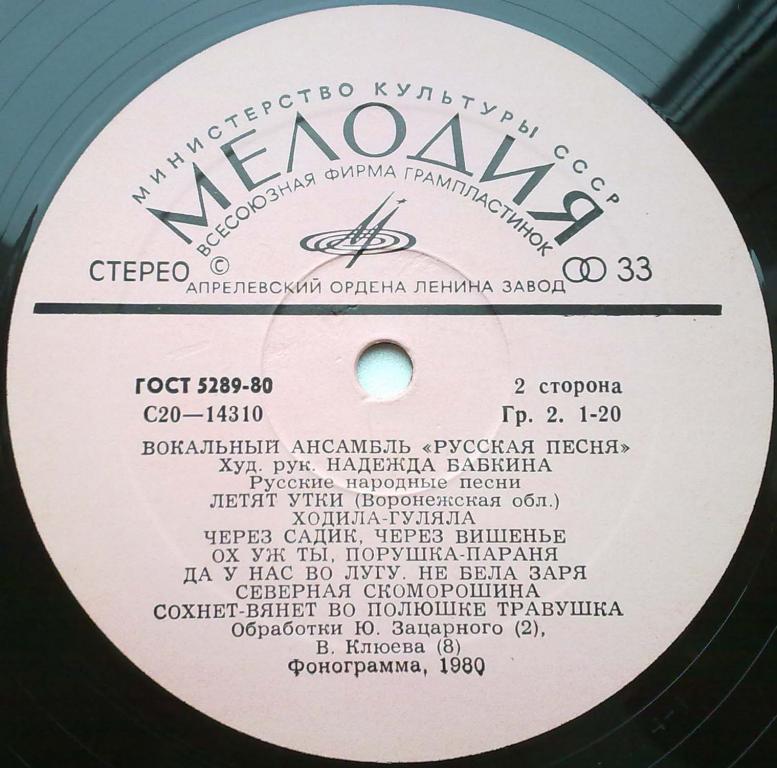 МИНИСТЕРСТВО КУЛЬТУРЫ СССР
МЕЛОДИЯ
ВСЕСОЮЗНАЯ ФИРМА ГРАМПЛАСТИНОК
СТЕРЕО © 33
АПРЕЛЕВСКИЙ ОРДЕНА ЛЕНИНА ЗАВОД
ГОСТ 5289-80 2 сторона
С20—14310 Гр. 2. 1-20
ВОКАЛЬНЫЙ АНСАМБЛЬ «РУССКАЯ ПЕСНЯ»
Худ. рук. НАДЕЖДА БАБКИНА
Русские народные песни
ЛЕТЯТ УТКИ (Воронежская обл.)
ХОДИЛА-ГУЛЯЛА
ЧЕРЕЗ САДИК, ЧЕРЕЗ ВИШЕНЬЕ
ОХ УЖ ТЫ, ПОРУШКА-ПАРАНЯ
ДА У НАС ВО ЛУГУ. НЕ БЕЛА ЗАРЯ
СЕВЕРНАЯ СКОМОРОШИНА
СОХНЕТ-ВЯНЕТ ВО ПОЛЮШКЕ ТРАВУШКА
Обработки Ю. Зацарного (2),
В. Клюева (8)
Фонограмма, 1980